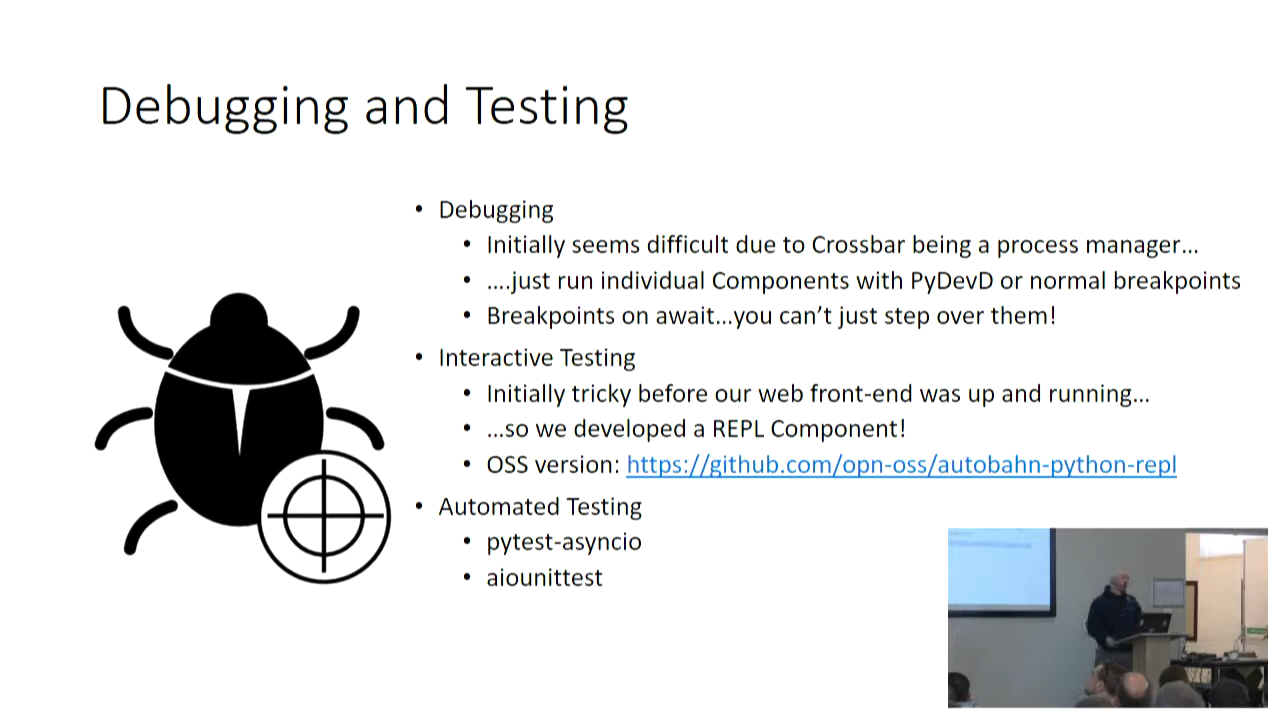 Debugging and Testing
• Debugging
• Initially seems difficult due to Crossbar being a process manager…
• ….just run individual Components with PyDevD or normal breakpoints
• Breakpoints on await…you can’t just step over them!
• Interactive Testing
• Initially tricky before our web front-end was up and running…
• …so we developed a REPL Component!
• OSS version: https://github.com/opn-oss/autobahn-python-repl
• Automated Testing
• pytest-asyncio
• aiounittest